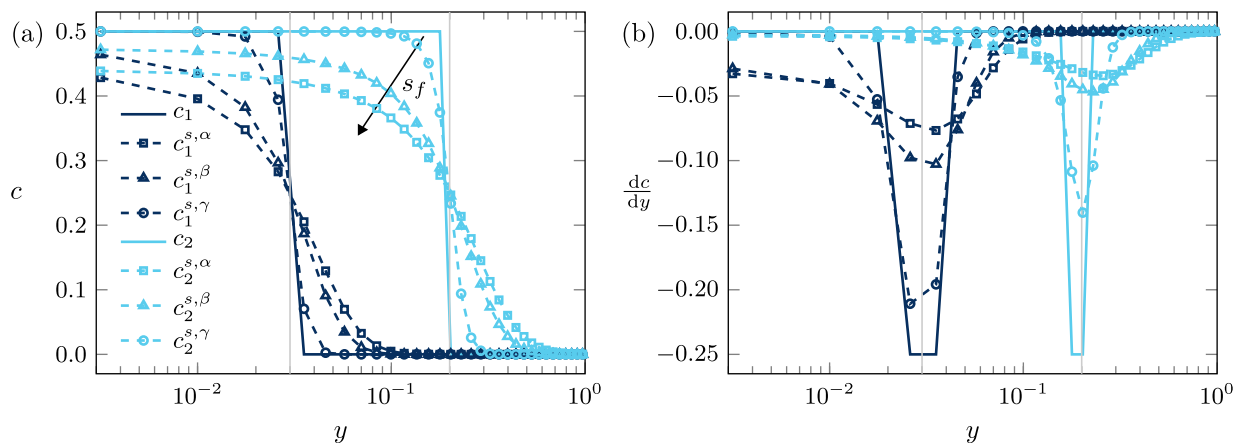 (a)
0.5
0.4
0.3
0.2
0.1
0.0
c
s_f
c_1
c_1^{s,α}
c_1^{s,β}
c_1^{s,γ}
c_2
c_2^{s,α}
c_2^{s,β}
c_2^{s,γ}
10^{-2}
10^{-1}
10^0
y
(b)
0.00
−0.05
−0.10
−0.15
−0.20
−0.25
dc
dy
10^{-2}
10^{-1}
10^0
y